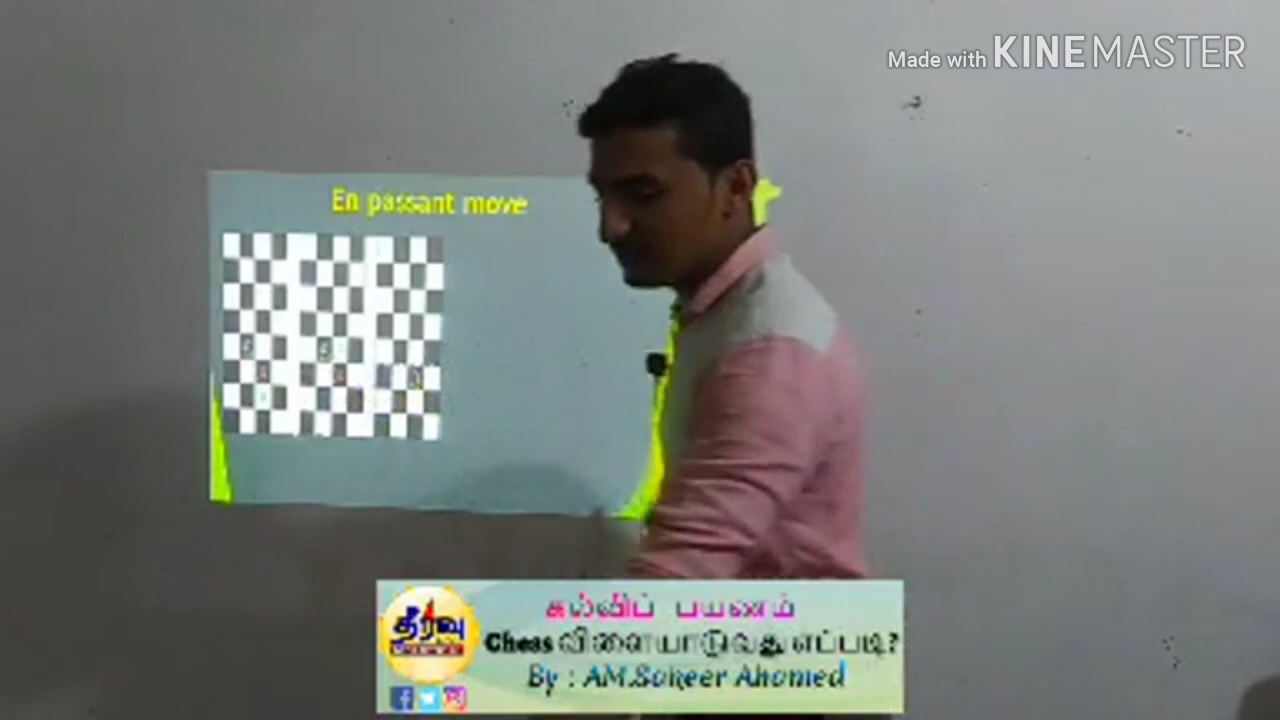 Made with KINEMASTER
En passant move
கல்விப் பயணம்
தீர்வு
Chess விளையாடுவது எப்படி?
By : AM.Sakeer Ahamed